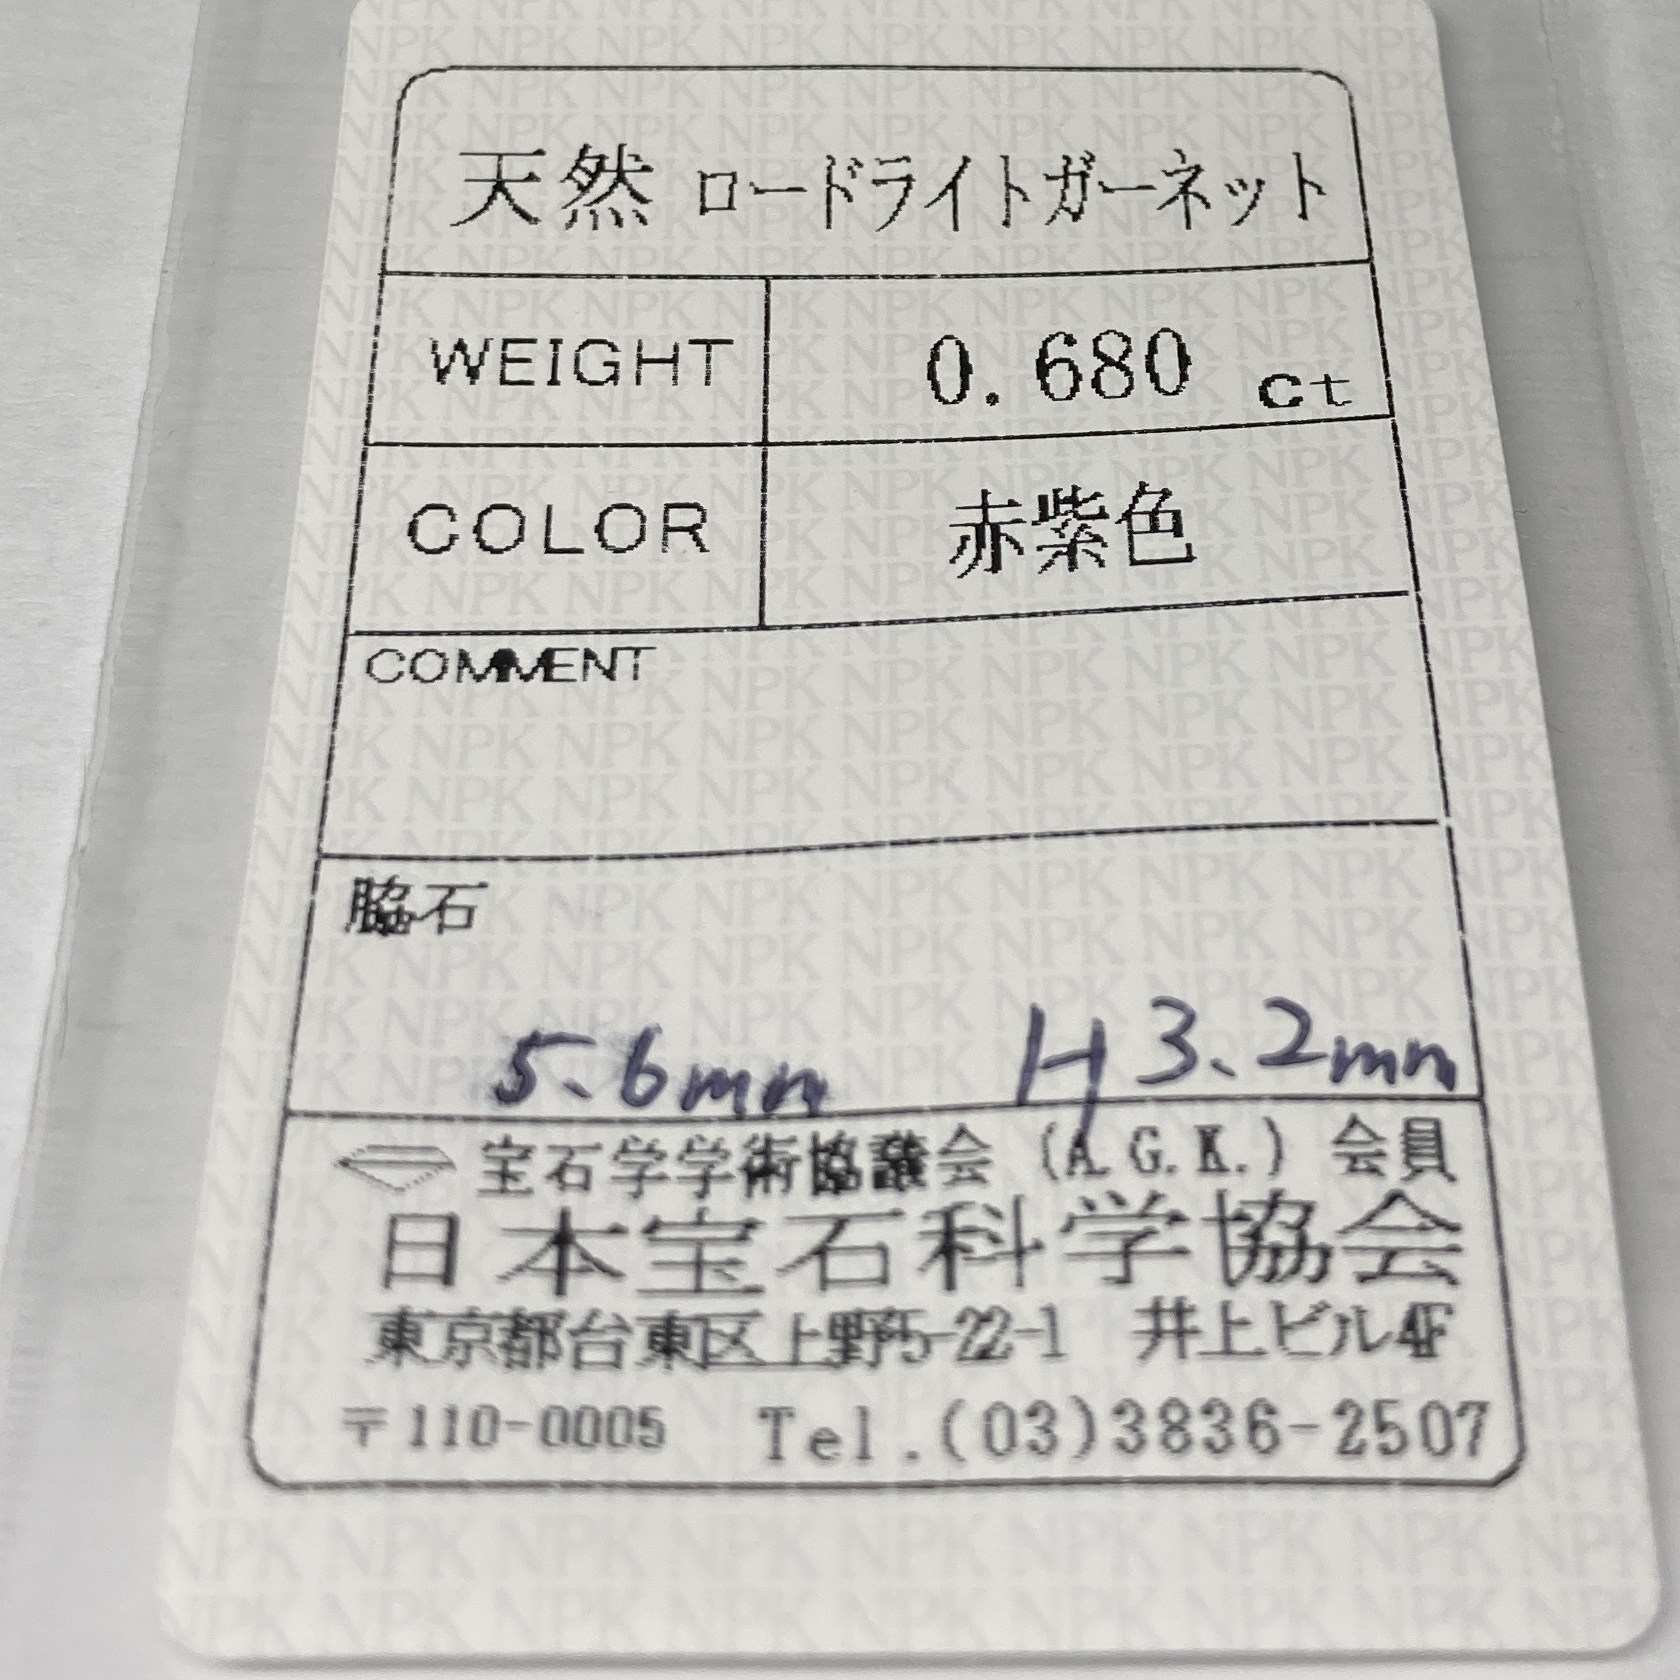 天然 ロードライトガーネット
WEIGHT 0.680 ct
COLOR 赤紫色
COMMENT
脇石
5.6mm H3.2mm
宝石学学術協議会 (A.G.K.) 会員
日本宝石科学協会
東京都台東区上野5-22-1 井上ビル4F
〒110-0005 Tel.(03)3836-2507